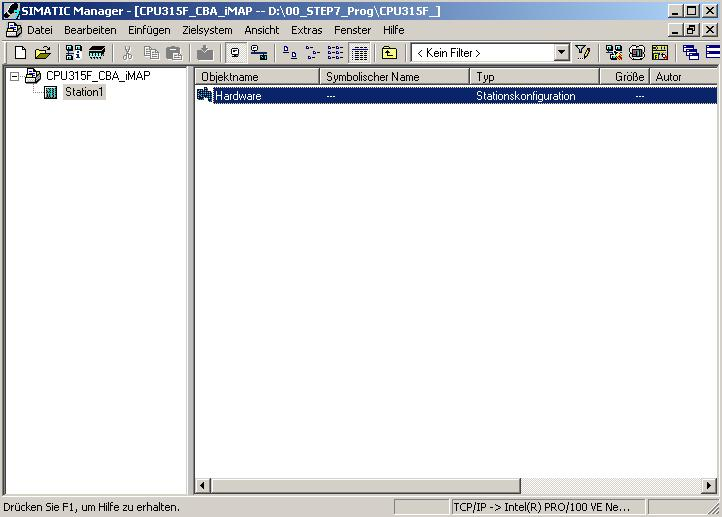 SIMATIC Manager - [CPU315F_CBA_iMAP -- D:\00_STEP7_Prog\CPU315F_]
Datei Bearbeiten Einfügen Zielsystem Ansicht Extras Fenster Hilfe
< Kein Filter >
CPU315F_CBA_iMAP
Station1
Objektname Symbolischer Name Typ Größe Autor
Hardware --- Stationskonfiguration ---
Drücken Sie F1, um Hilfe zu erhalten. TCP/IP -> Intel(R) PRO/100 VE Ne...